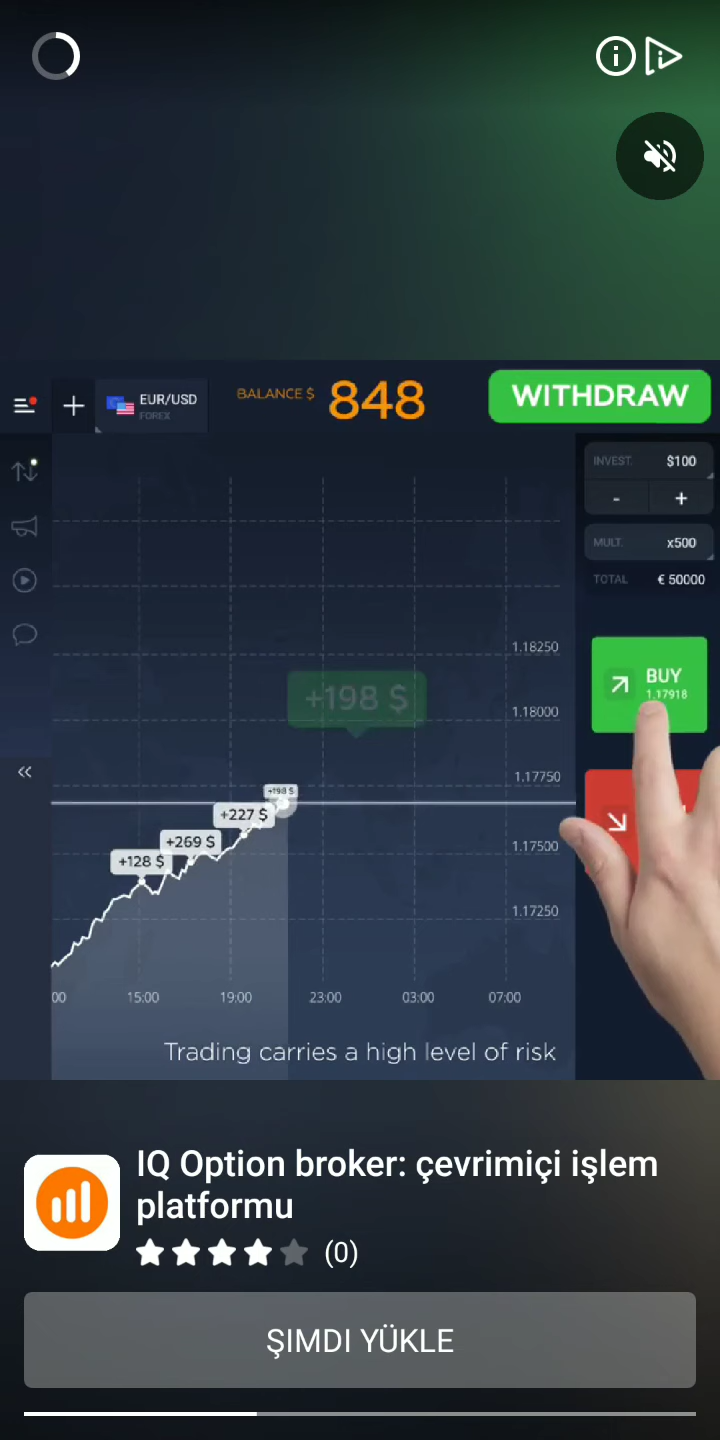 EUR/USD
FOREX
BALANCE $ 848
WITHDRAW
INVEST. $100
- +
MULT. x500
TOTAL € 50000
BUY
1.17918
+198 $
+198 $
+227 $
+269 $
+128 $
1.18250
1.18000
1.17750
1.17500
1.17250
00 15:00 19:00 23:00 03:00 07:00
Trading carries a high level of risk
IQ Option broker: çevrimiçi işlem
platformu
(0)
ŞIMDI YÜKLE